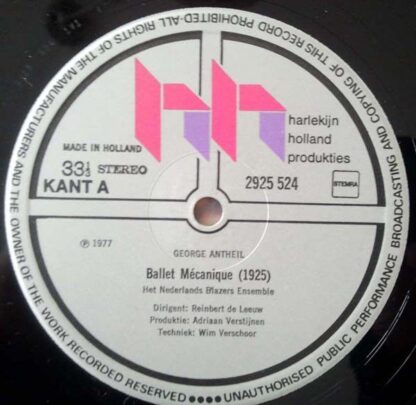 ALL RIGHTS OF THE MANUFACTURERS AND THE OWNER OF THE WORK RECORDED RESERVED ●●●● UNAUTHORISED PUBLIC PERFORMANCE BROADCASTING AND COPYING OF THIS RECORD PROHIBITED-
harlekijn
holland
produkties
MADE IN HOLLAND
33⅓ STEREO
KANT A
2925 524
STEMRA
℗ 1977
GEORGE ANTHEIL
Ballet Mécanique (1925)
Het Nederlands Blazers Ensemble
Dirigent: Reinbert de Leeuw
Produktie: Adriaan Verstijnen
Techniek: Wim Verschoor